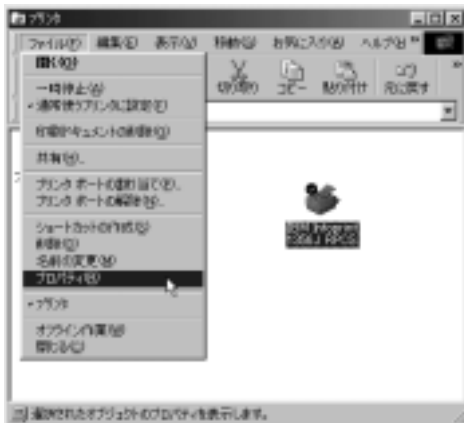 プリンタ
ファイル(F) 編集(E) 表示(V) 移動(G) お気に入り(A) ヘルプ(H) »
切り取り コピー 貼り付け 元に戻す »
開く(O)
一時停止(A)
通常使うプリンタに設定(E)
印刷ドキュメントの削除(G)
共有(H)...
プリンタ ポートの割り当て(E)...
プリンタ ポートの解除(N)...
ショートカットの作成(S)
削除(D)
名前の変更(M)
プロパティ(R)
プリンタ
オフライン作業(W)
閉じる(C)
IBM Infoprint
RPCS
選択されたオブジェクトのプロパティを表示します。